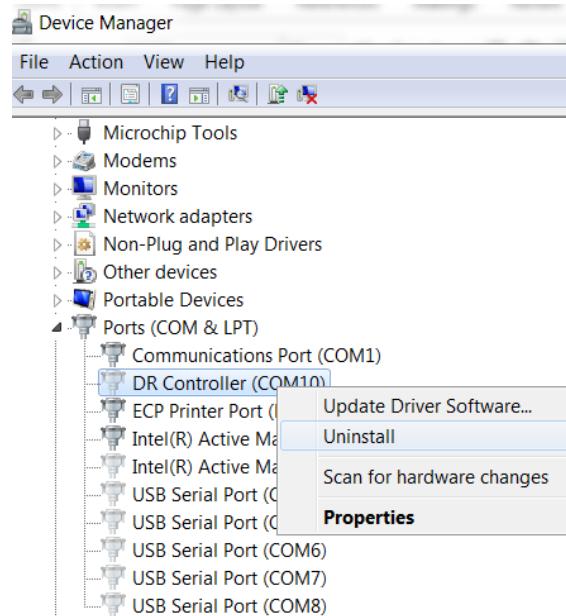 Device Manager
File Action View Help
Microchip Tools
Modems
Monitors
Network adapters
Non-Plug and Play Drivers
Other devices
Portable Devices
Ports (COM & LPT)
Communications Port (COM1)
DR Controller (COM10)
ECP Printer Port (
Update Driver Software...
Intel(R) Active Ma
Uninstall
Intel(R) Active Ma
Scan for hardware changes
USB Serial Port (C
USB Serial Port (C
Properties
USB Serial Port (COM6)
USB Serial Port (COM7)
USB Serial Port (COM8)